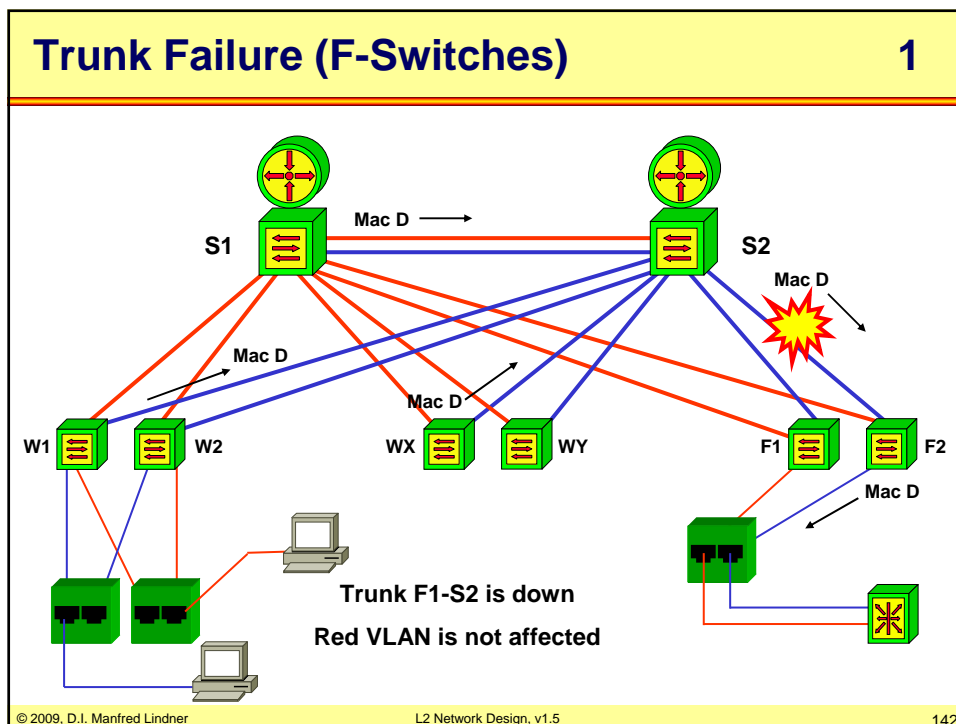 Trunk Failure (F-Switches) 1
Mac D
S1
S2
Mac D
Mac D
Mac D
W1
W2
WX
WY
F1
F2
Mac D
Trunk F1-S2 is down
Red VLAN is not affected
© 2009, D.I. Manfred Lindner
L2 Network Design, v1.5
142